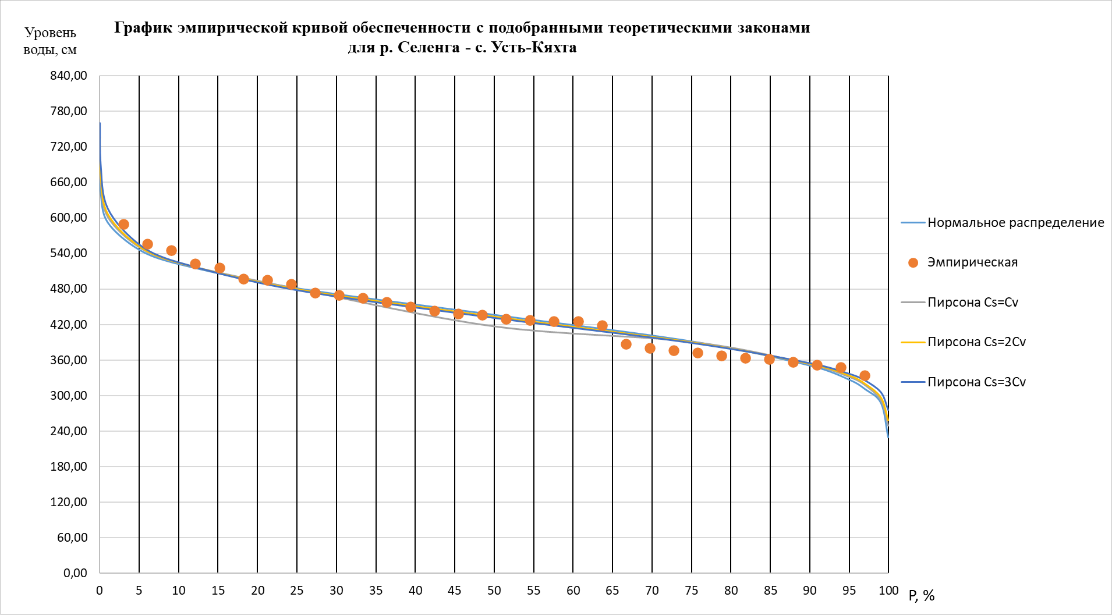 График эмпирической кривой обеспеченности с подобранными теоретическими законами
для р. Селенга - с. Усть-Кяхта
Уровень
воды, см
840,00
780,00
720,00
660,00
600,00
540,00
480,00
420,00
360,00
300,00
240,00
180,00
120,00
60,00
0,00
0 5 10 15 20 25 30 35 40 45 50 55 60 65 70 75 80 85 90 95 100
P, %
Нормальное распределение
Эмпирическая
Пирсона Cs=Cv
Пирсона Cs=2Cv
Пирсона Cs=3Cv